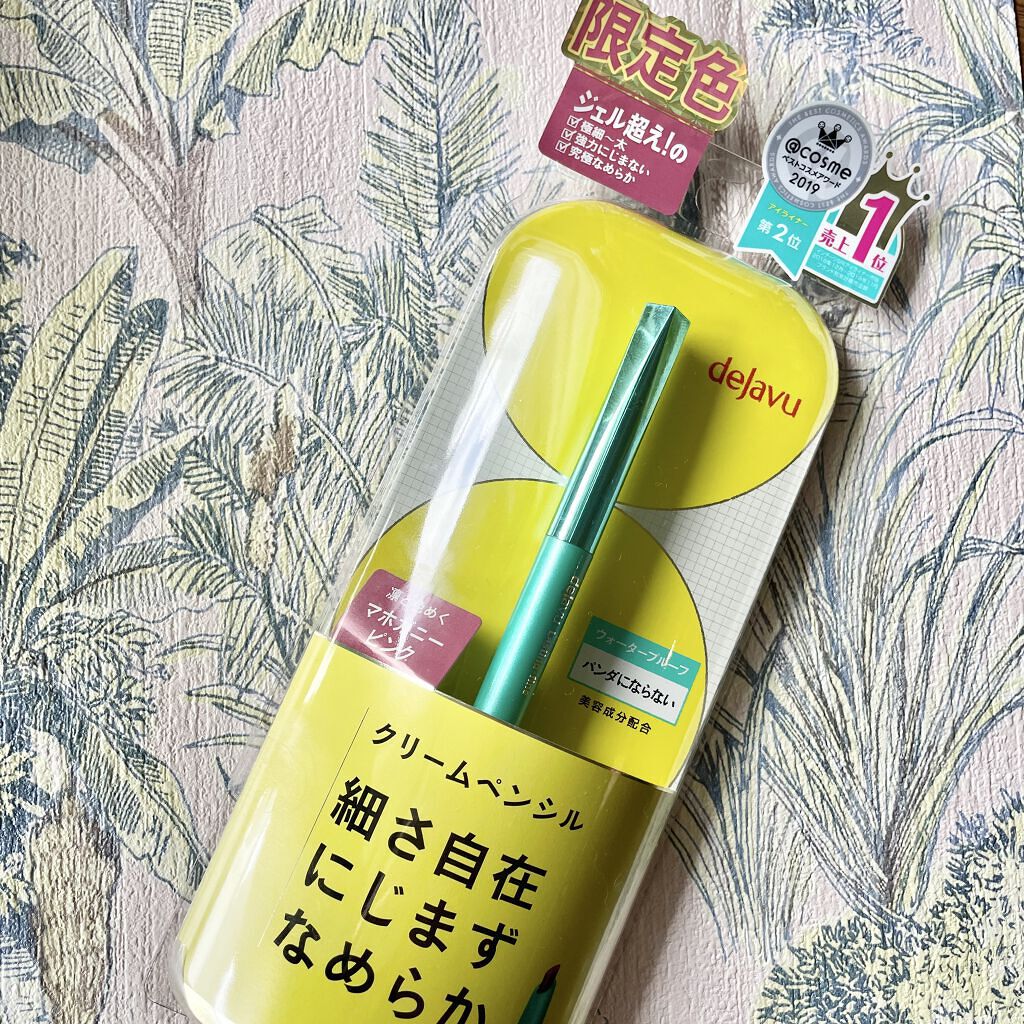 限定色
ジェル超え!の
極細~太
強力にじまない
究極なめらか
@cosme
ベストコスメアワード
2019
アイライナー
第2位
1
売上 位
dejavu
めく
マホガニー
ピンク
ウォータープルーフ
パンダにならない
美容成分配合
クリームペンシル
細さ自在
にじまず
なめらか